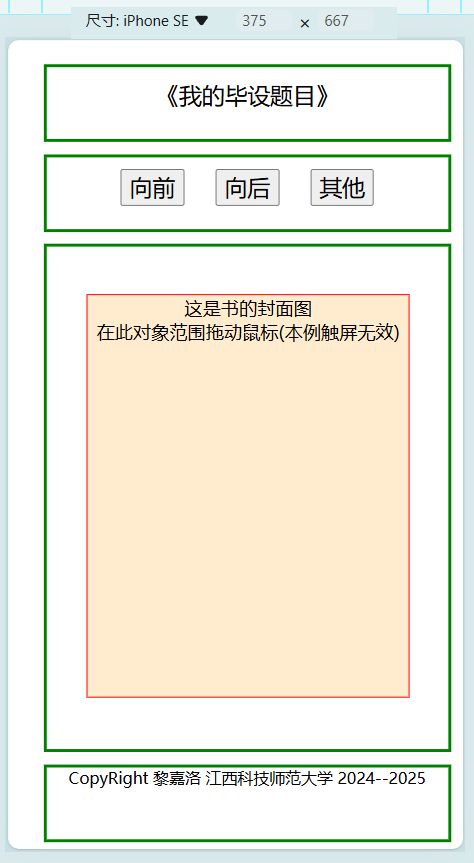 尺寸: iPhone SE ▼ 375 × 667
《我的毕设题目》
向前 向后 其他
这是书的封面图
在此对象范围拖动鼠标(本例触屏无效)
CopyRight 黎嘉洛 江西科技师范大学 2024--2025